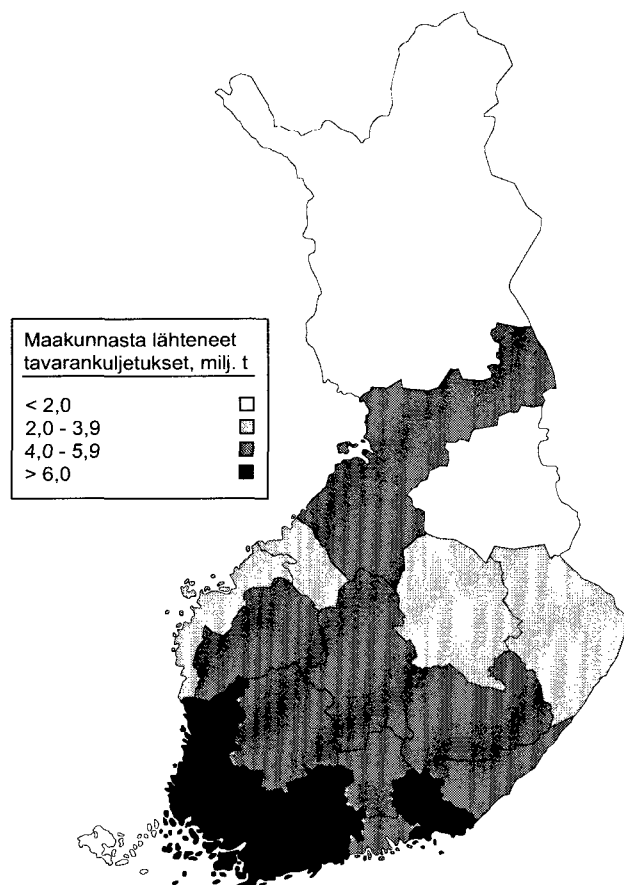 Maakunnasta lähteneet
tavarankuljetukset, milj. t
< 2,0
2,0 - 3,9
4,0 - 5,9
> 6,0